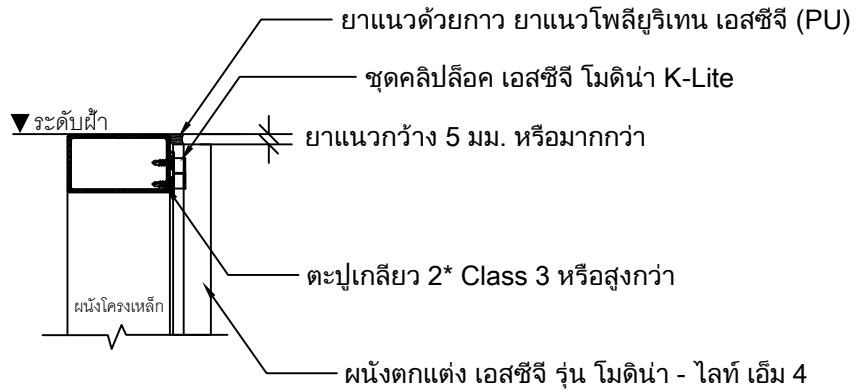 ยาแนวด้วยกาว ยาแนวโพลียูริเทน เอสซีจี (PU)
ชุดคลิปล็อค เอสซีจี โมดิน่า K-Lite
ระดับฝ้า
ยาแนวกว้าง 5 มม. หรือมากกว่า
ตะปูเกลียว 2* Class 3 หรือสูงกว่า
ผนังโครงเหล็ก
ผนังตกแต่ง เอสซีจี รุ่น โมดิน่า - ไลท์ เอ็ม 4